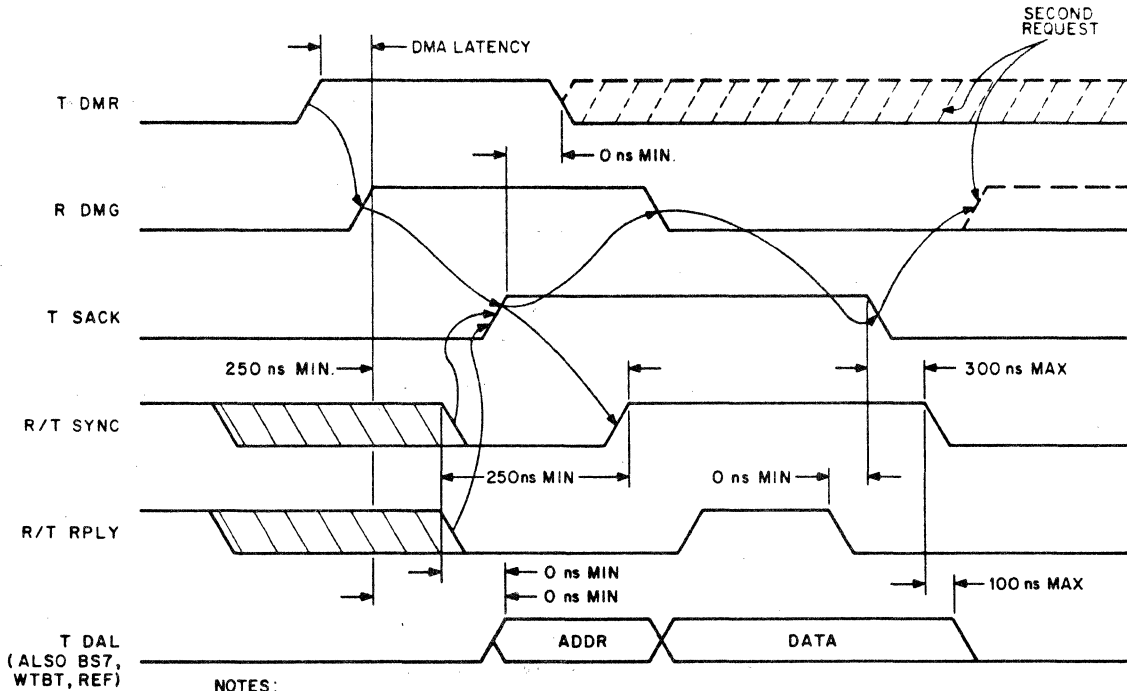 SECOND
REQUEST
DMA LATENCY
T DMR
0 ns MIN.
R DMG
T SACK
250 ns MIN.
300 ns MAX
R/T SYNC
250ns MIN
0 ns MIN
R/T RPLY
0 ns MIN
0 ns MIN
100 ns MAX
T DAL
(ALSO BS7,
WTBT, REF)
ADDR
DATA
NOTES: